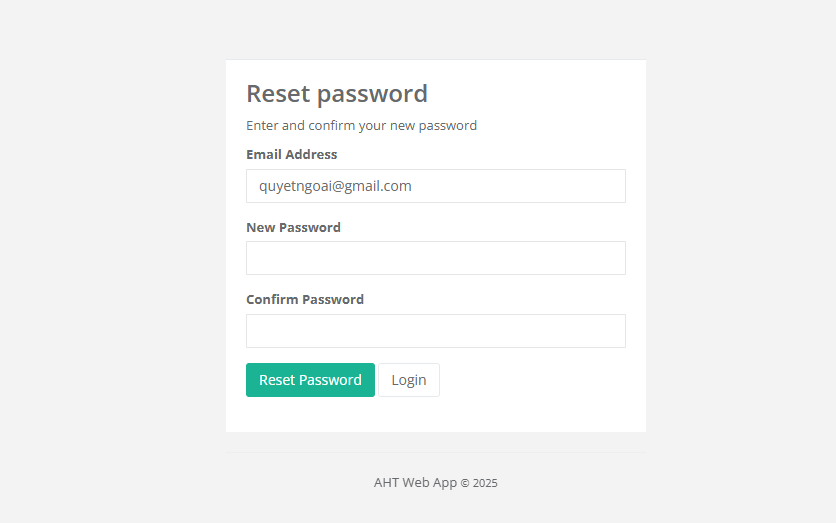 Reset password
Enter and confirm your new password
Email Address
quyetngoai@gmail.com
New Password
Confirm Password
Reset Password Login
AHT Web App © 2025